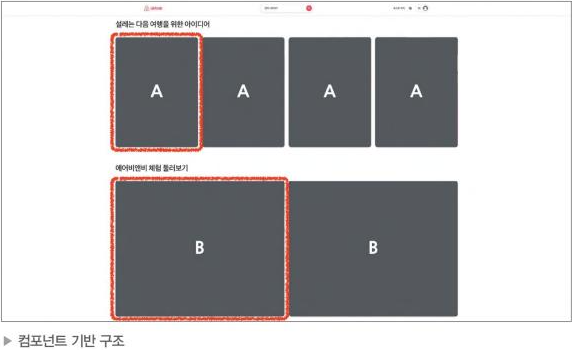 설레는 다음 여행을 위한 아이디어
A A A A
에어비앤비 체험 둘러보기
B B
▶ 컴포넌트 기반 구조